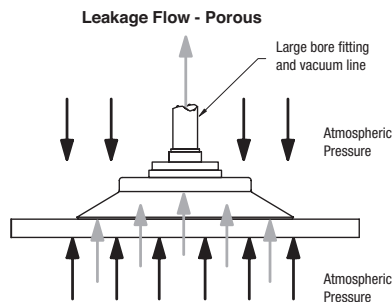 Leakage Flow - Porous
Large bore fitting
and vacuum line
Atmospheric
Pressure
Atmospheric
Pressure